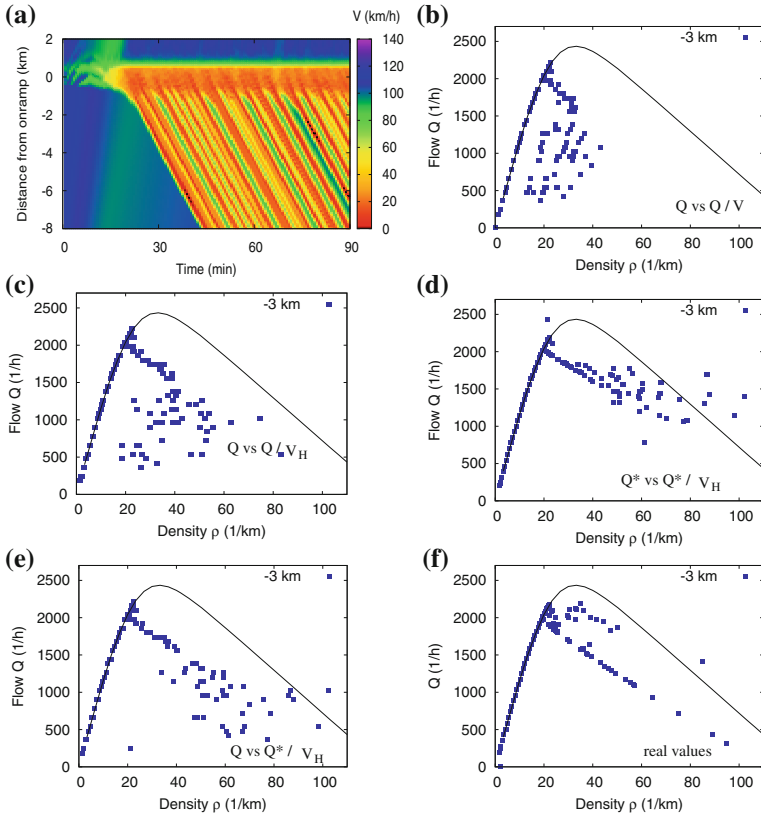 (a)
V (km/h)
2
0
-2
-4
-6
-8
Distance from onramp (km)
0 30 60 90
Time (min)
140
120
100
80
60
40
20
0
(b)
2500
2000
1500
1000
500
0
Flow Q (1/h)
-3 km
Q vs Q / V
0 20 40 60 80 100
Density ρ (1/km)
(c)
2500
2000
1500
1000
500
0
Flow Q (1/h)
-3 km
Q vs Q / V_H
0 20 40 60 80 100
Density ρ (1/km)
(d)
2500
2000
1500
1000
500
0
Flow Q (1/h)
-3 km
Q* vs Q* / V_H
0 20 40 60 80 100
Density ρ (1/km)
(e)
2500
2000
1500
1000
500
0
Flow Q (1/h)
-3 km
Q vs Q* / V_H
0 20 40 60 80 100
Density ρ (1/km)
(f)
2500
2000
1500
1000
500
0
Q (1/h)
-3 km
real values
0 20 40 60 80 100
Density ρ (1/km)